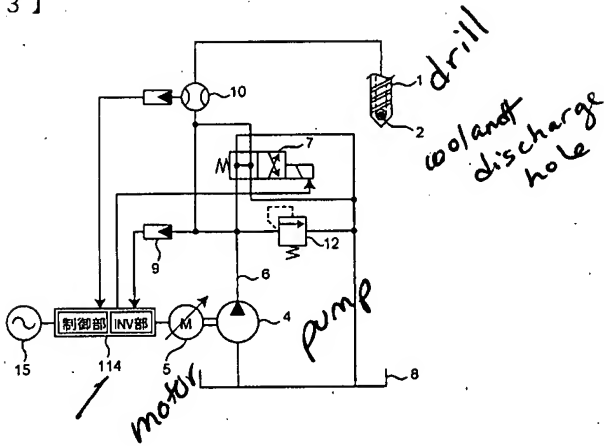 3】
10
1
drill
2
coolant
discharge
hole
7
9
12
6
制御部
INV部
M
4
pump
15
114
5
motor
8